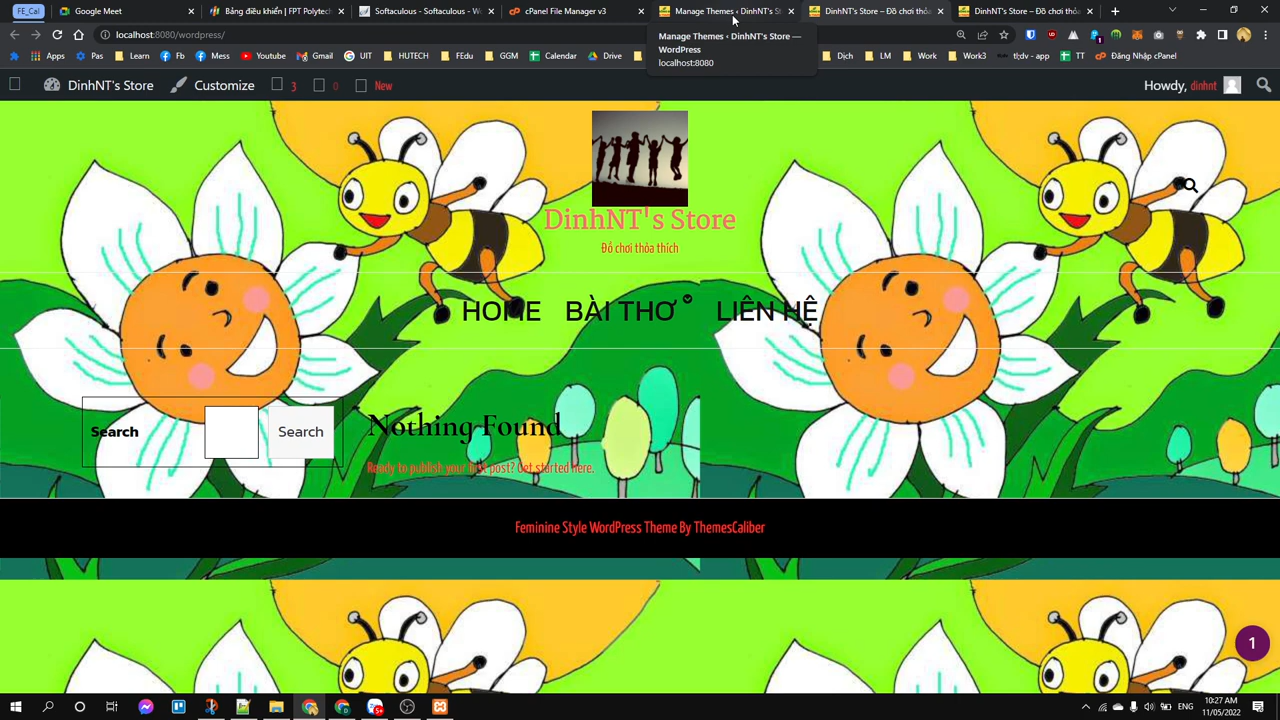 FE_Cal
Google Meet
Bảng điều khiển | FPT Polytech
Softaculous - Softaculous - W
cPanel File Manager v3
Manage Themes ‹ DinhNT's St
DinhNT's Store – Đồ chơi thỏa
DinhNT's Store – Đồ chơi thỏa
localhost:8080/wordpress/
Manage Themes ‹ DinhNT's Store —
WordPress
localhost:8080
Apps
Pas
Learn
Fb
Mess
Youtube
Gmail
UIT
HUTECH
FEdu
GGM
Calendar
Drive
Dịch
LM
Work
Work3
tl;dv - app
TT
Đăng Nhập cPanel
DinhNT's Store
Customize
3
0
New
Howdy, dinhnt
DinhNT's Store
Đồ chơi thỏa thích
HOME
BÀI THƠ
LIÊN HỆ
Search
Search
Nothing Found
Ready to publish your first post? Get started here.
Feminine Style WordPress Theme By ThemesCaliber
1
ENG
10:27 AM
11/05/2022